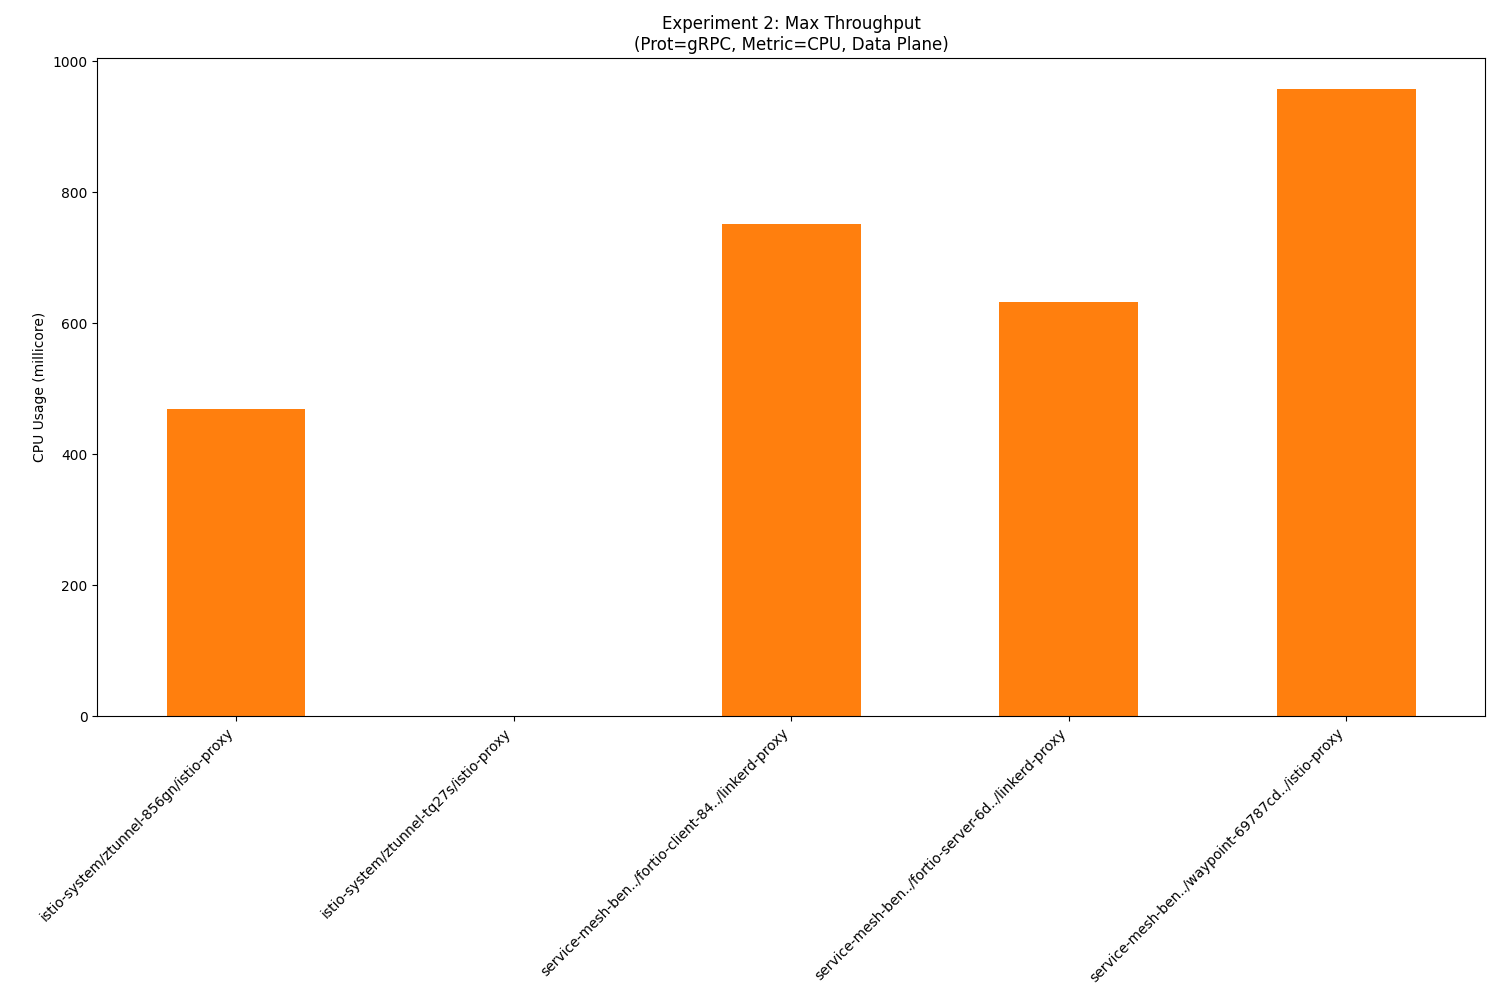 Experiment 2: Max Throughput
(Prot=gRPC, Metric=CPU, Data Plane)
1000
800
600
400
200
0
CPU Usage (millicore)
istio-system/ztunnel-856gn/istio-proxy
istio-system/ztunnel-tq27s/istio-proxy
service-mesh-ben../fortio-client-84../linkerd-proxy
service-mesh-ben../fortio-server-6d../linkerd-proxy
service-mesh-ben../waypoint-69787cd../istio-proxy